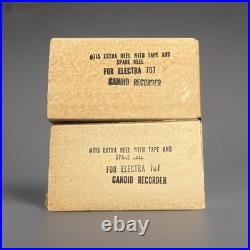 #715 EXTRA REEL WITH TAPE AND
SPARE REEL
FOR ELECTRA 707
CANDID RECORDER
#715 EXTRA REEL WITH TAPE AND
SPARE REEL
FOR ELECTRA 707
CANDID RECORDER